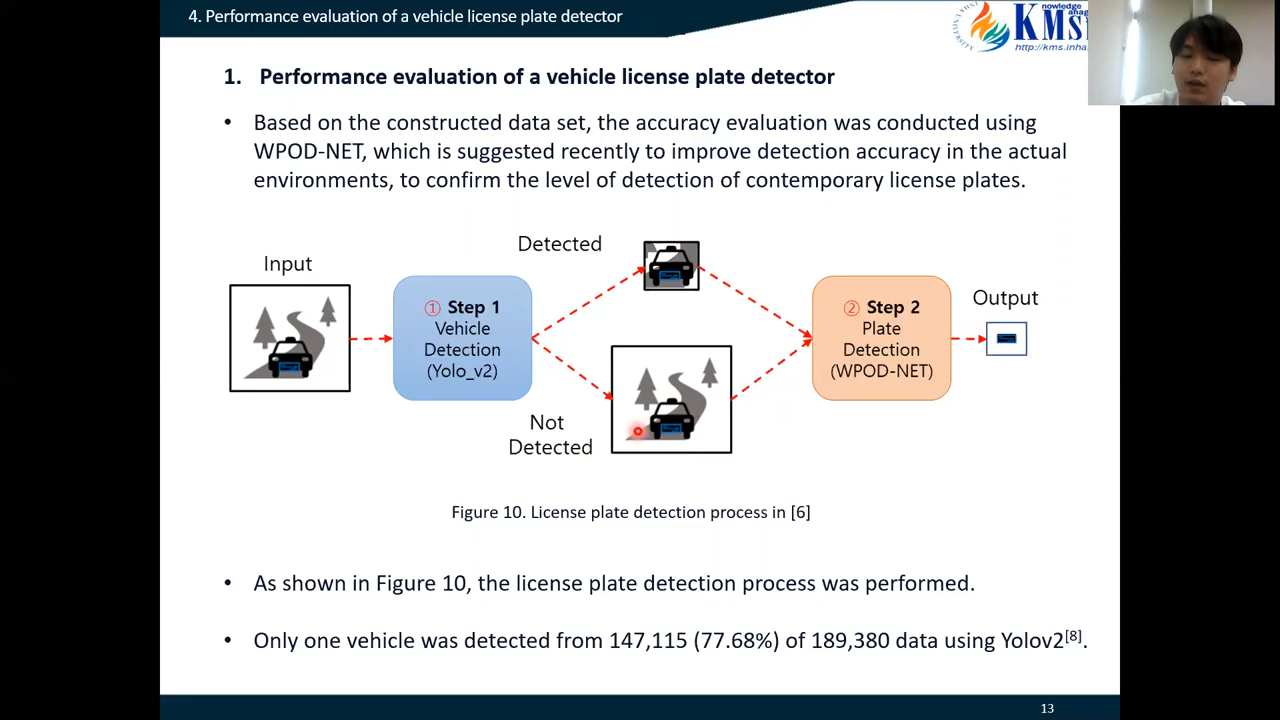 4. Performance evaluation of a vehicle license plate detector
KMS
http://kms.inha.
1. Performance evaluation of a vehicle license plate detector
• Based on the constructed data set, the accuracy evaluation was conducted using
WPOD-NET, which is suggested recently to improve detection accuracy in the actual
environments, to confirm the level of detection of contemporary license plates.
Input
① Step 1
Vehicle
Detection
(Yolo_v2)
Detected
Not
Detected
② Step 2
Plate
Detection
(WPOD-NET)
Output
Figure 10. License plate detection process in [6]
• As shown in Figure 10, the license plate detection process was performed.
• Only one vehicle was detected from 147,115 (77.68%) of 189,380 data using Yolov2[8].
13